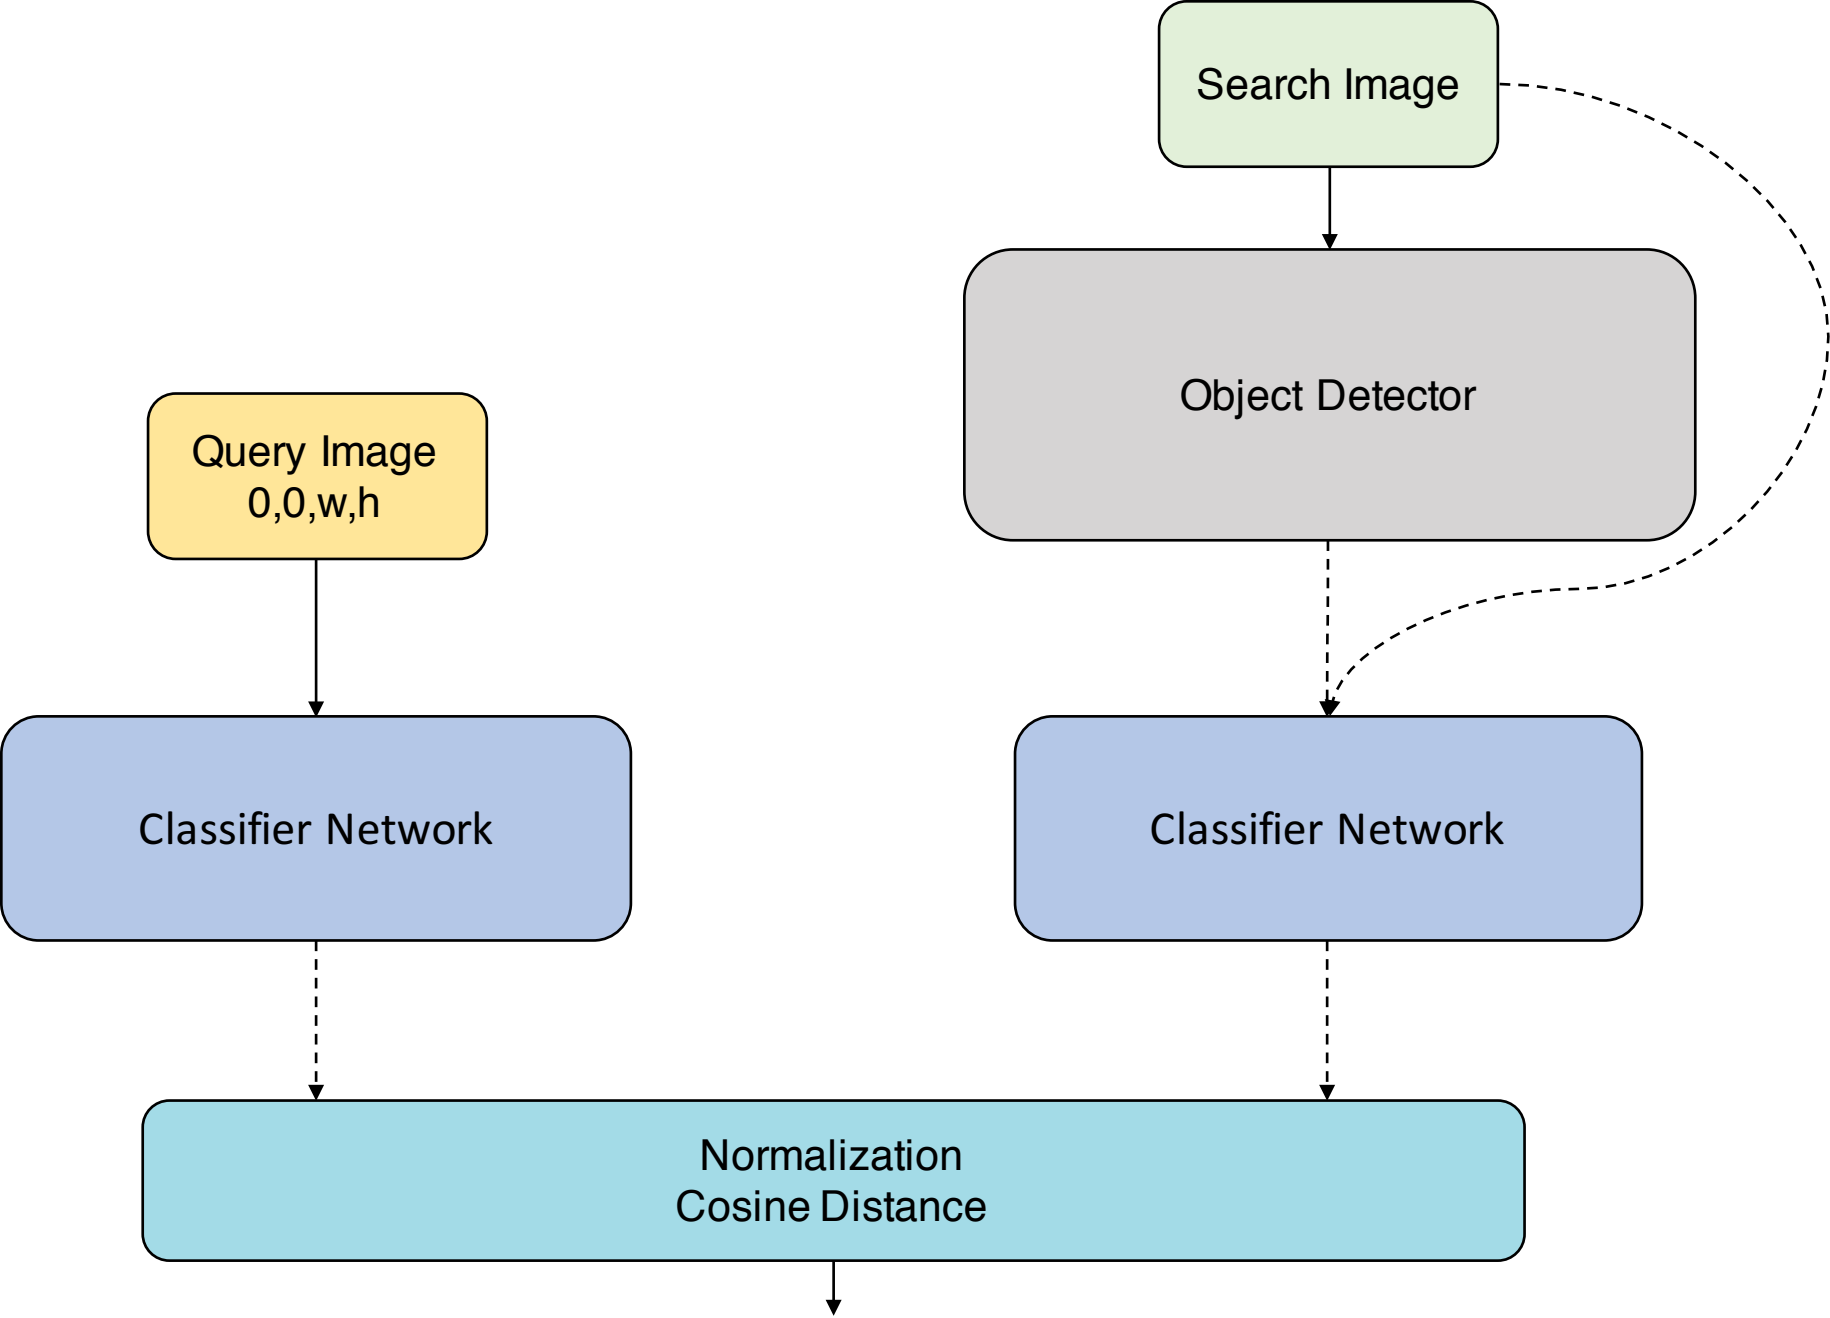 Search Image
Object Detector
Query Image
0,0,w,h
Classifier Network
Classifier Network
Normalization
Cosine Distance